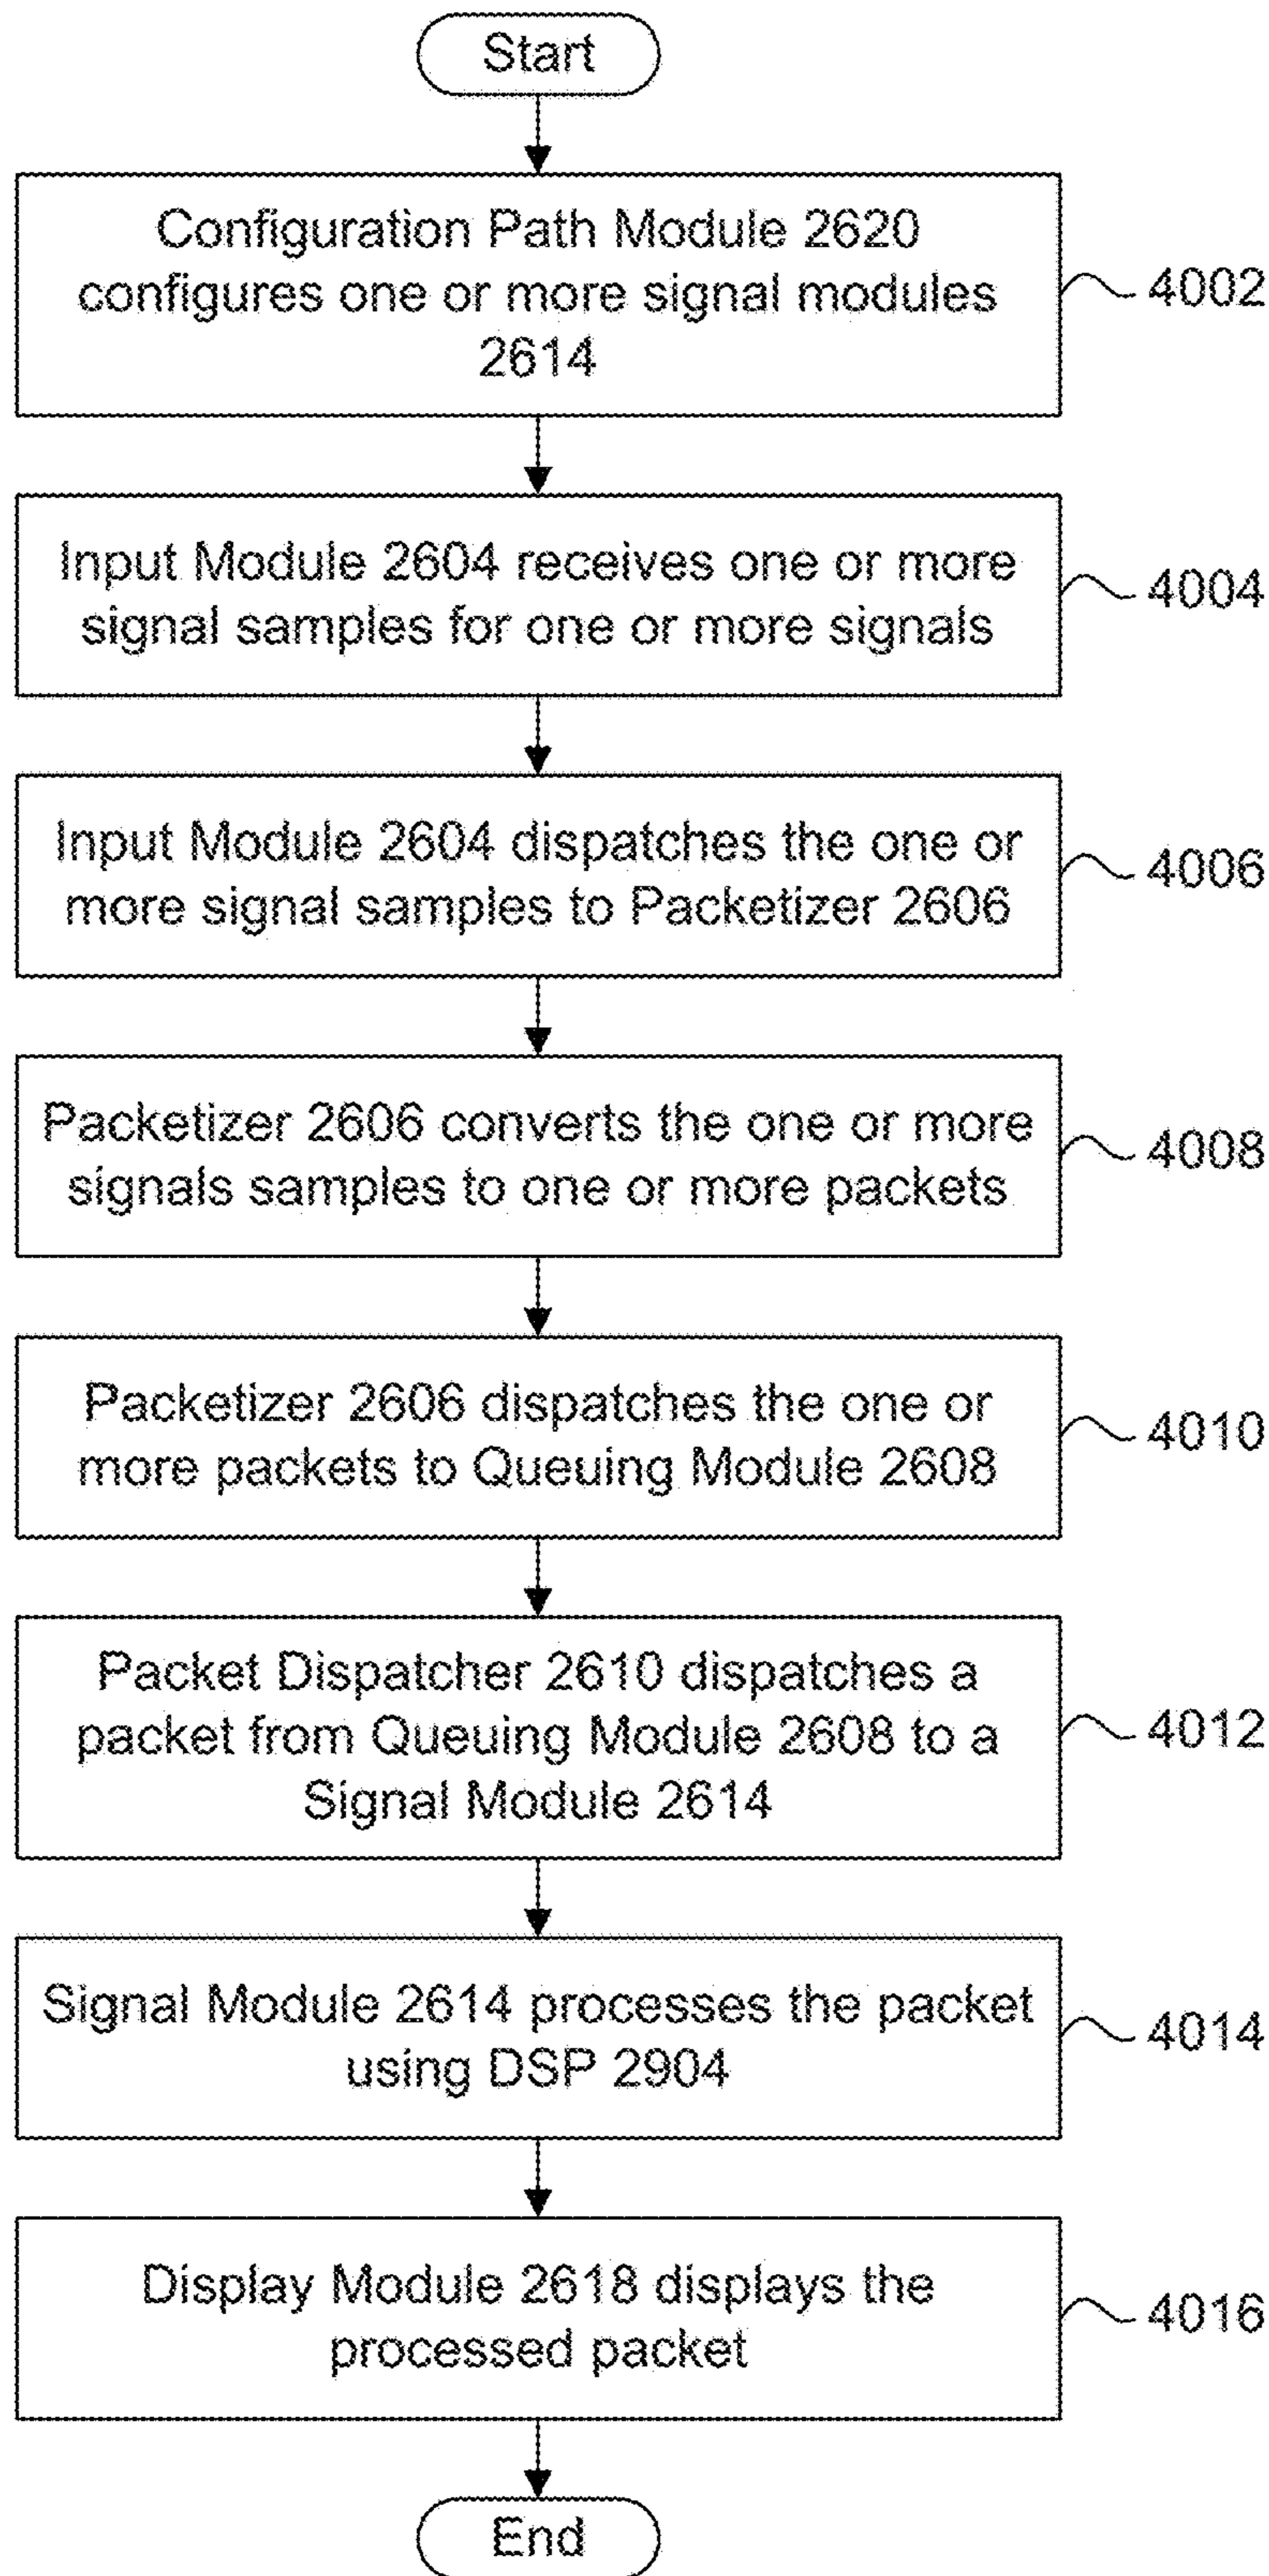 Start
Configuration Path Module 2620
configures one or more signal modules
2614
4002
Input Module 2604 receives one or more
signal samples for one or more signals
4004
Input Module 2604 dispatches the one or
more signal samples to Packetizer 2606
4006
Packetizer 2606 converts the one or more
signals samples to one or more packets
4008
Packetizer 2606 dispatches the one or
more packets to Queuing Module 2608
4010
Packet Dispatcher 2610 dispatches a
packet from Queuing Module 2608 to a
Signal Module 2614
4012
Signal Module 2614 processes the packet
using DSP 2904
4014
Display Module 2618 displays the
processed packet
4016
End